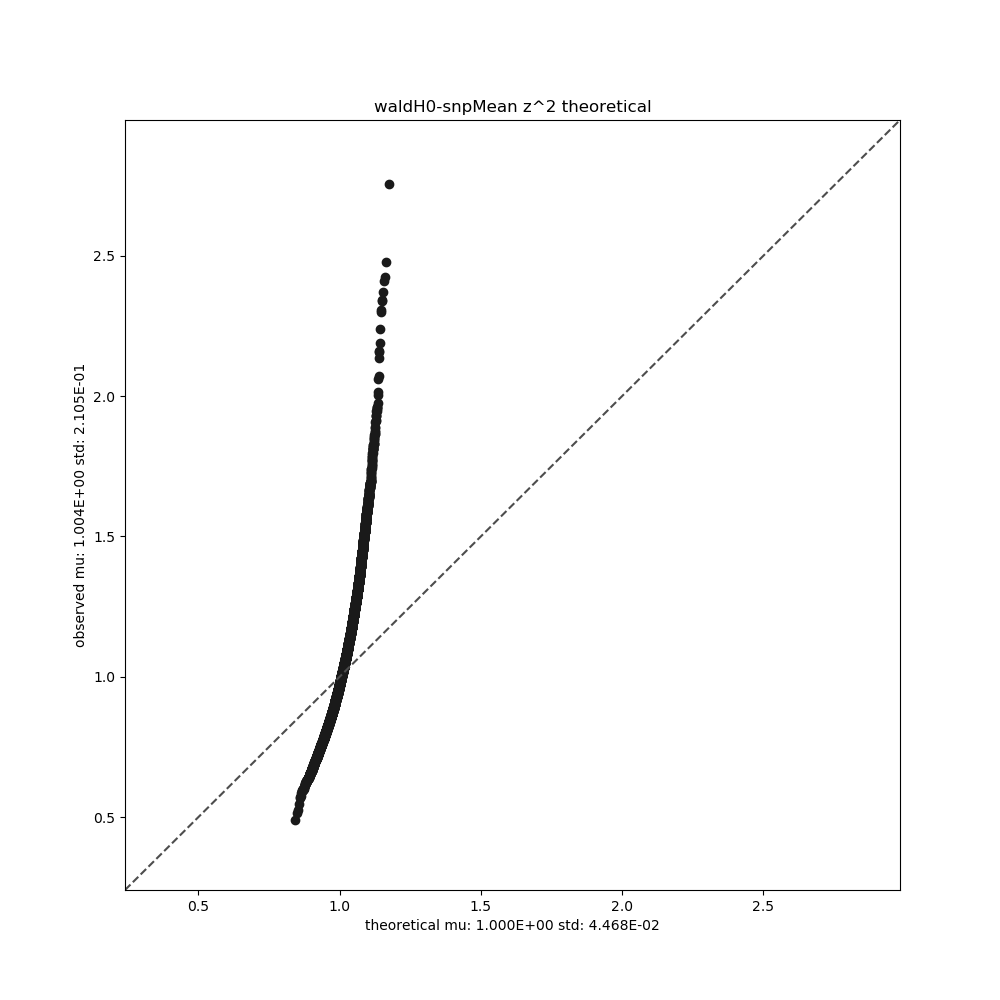 waldH0-snpMean z^2 theoretical
observed mu: 1.004E+00 std: 2.105E-01
2.5
2.0
1.5
1.0
0.5
0.5 1.0 1.5 2.0 2.5
theoretical mu: 1.000E+00 std: 4.468E-02